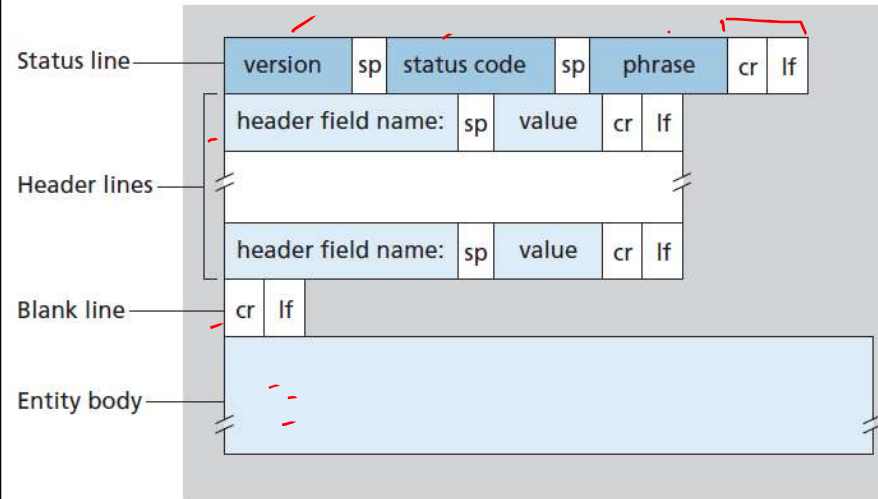 Status line version sp status code sp phrase cr lf
header field name: sp value cr lf
Header lines
header field name: sp value cr lf
Blank line cr lf
Entity body